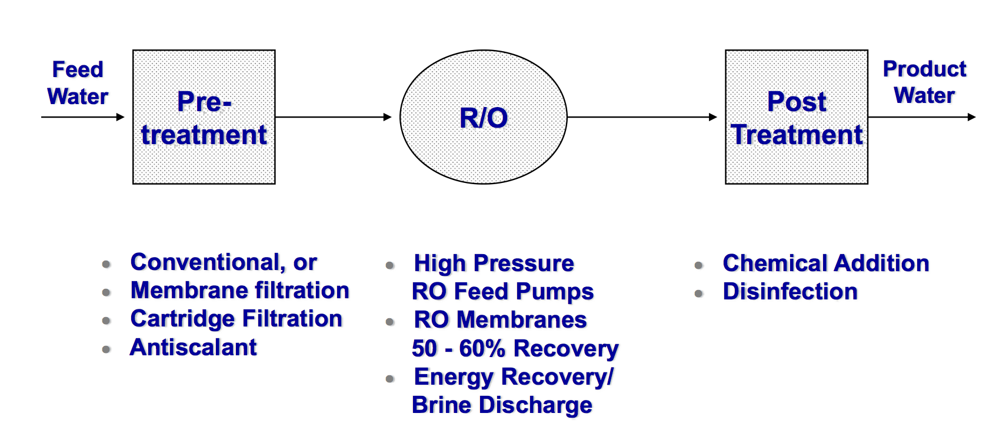 Feed
Water
Pre-
treatment
R/O
Post
Treatment
Product
Water
• Conventional, or
• Membrane filtration
• Cartridge Filtration
• Antiscalant
• High Pressure
RO Feed Pumps
• RO Membranes
50 - 60% Recovery
• Energy Recovery/
Brine Discharge
• Chemical Addition
• Disinfection